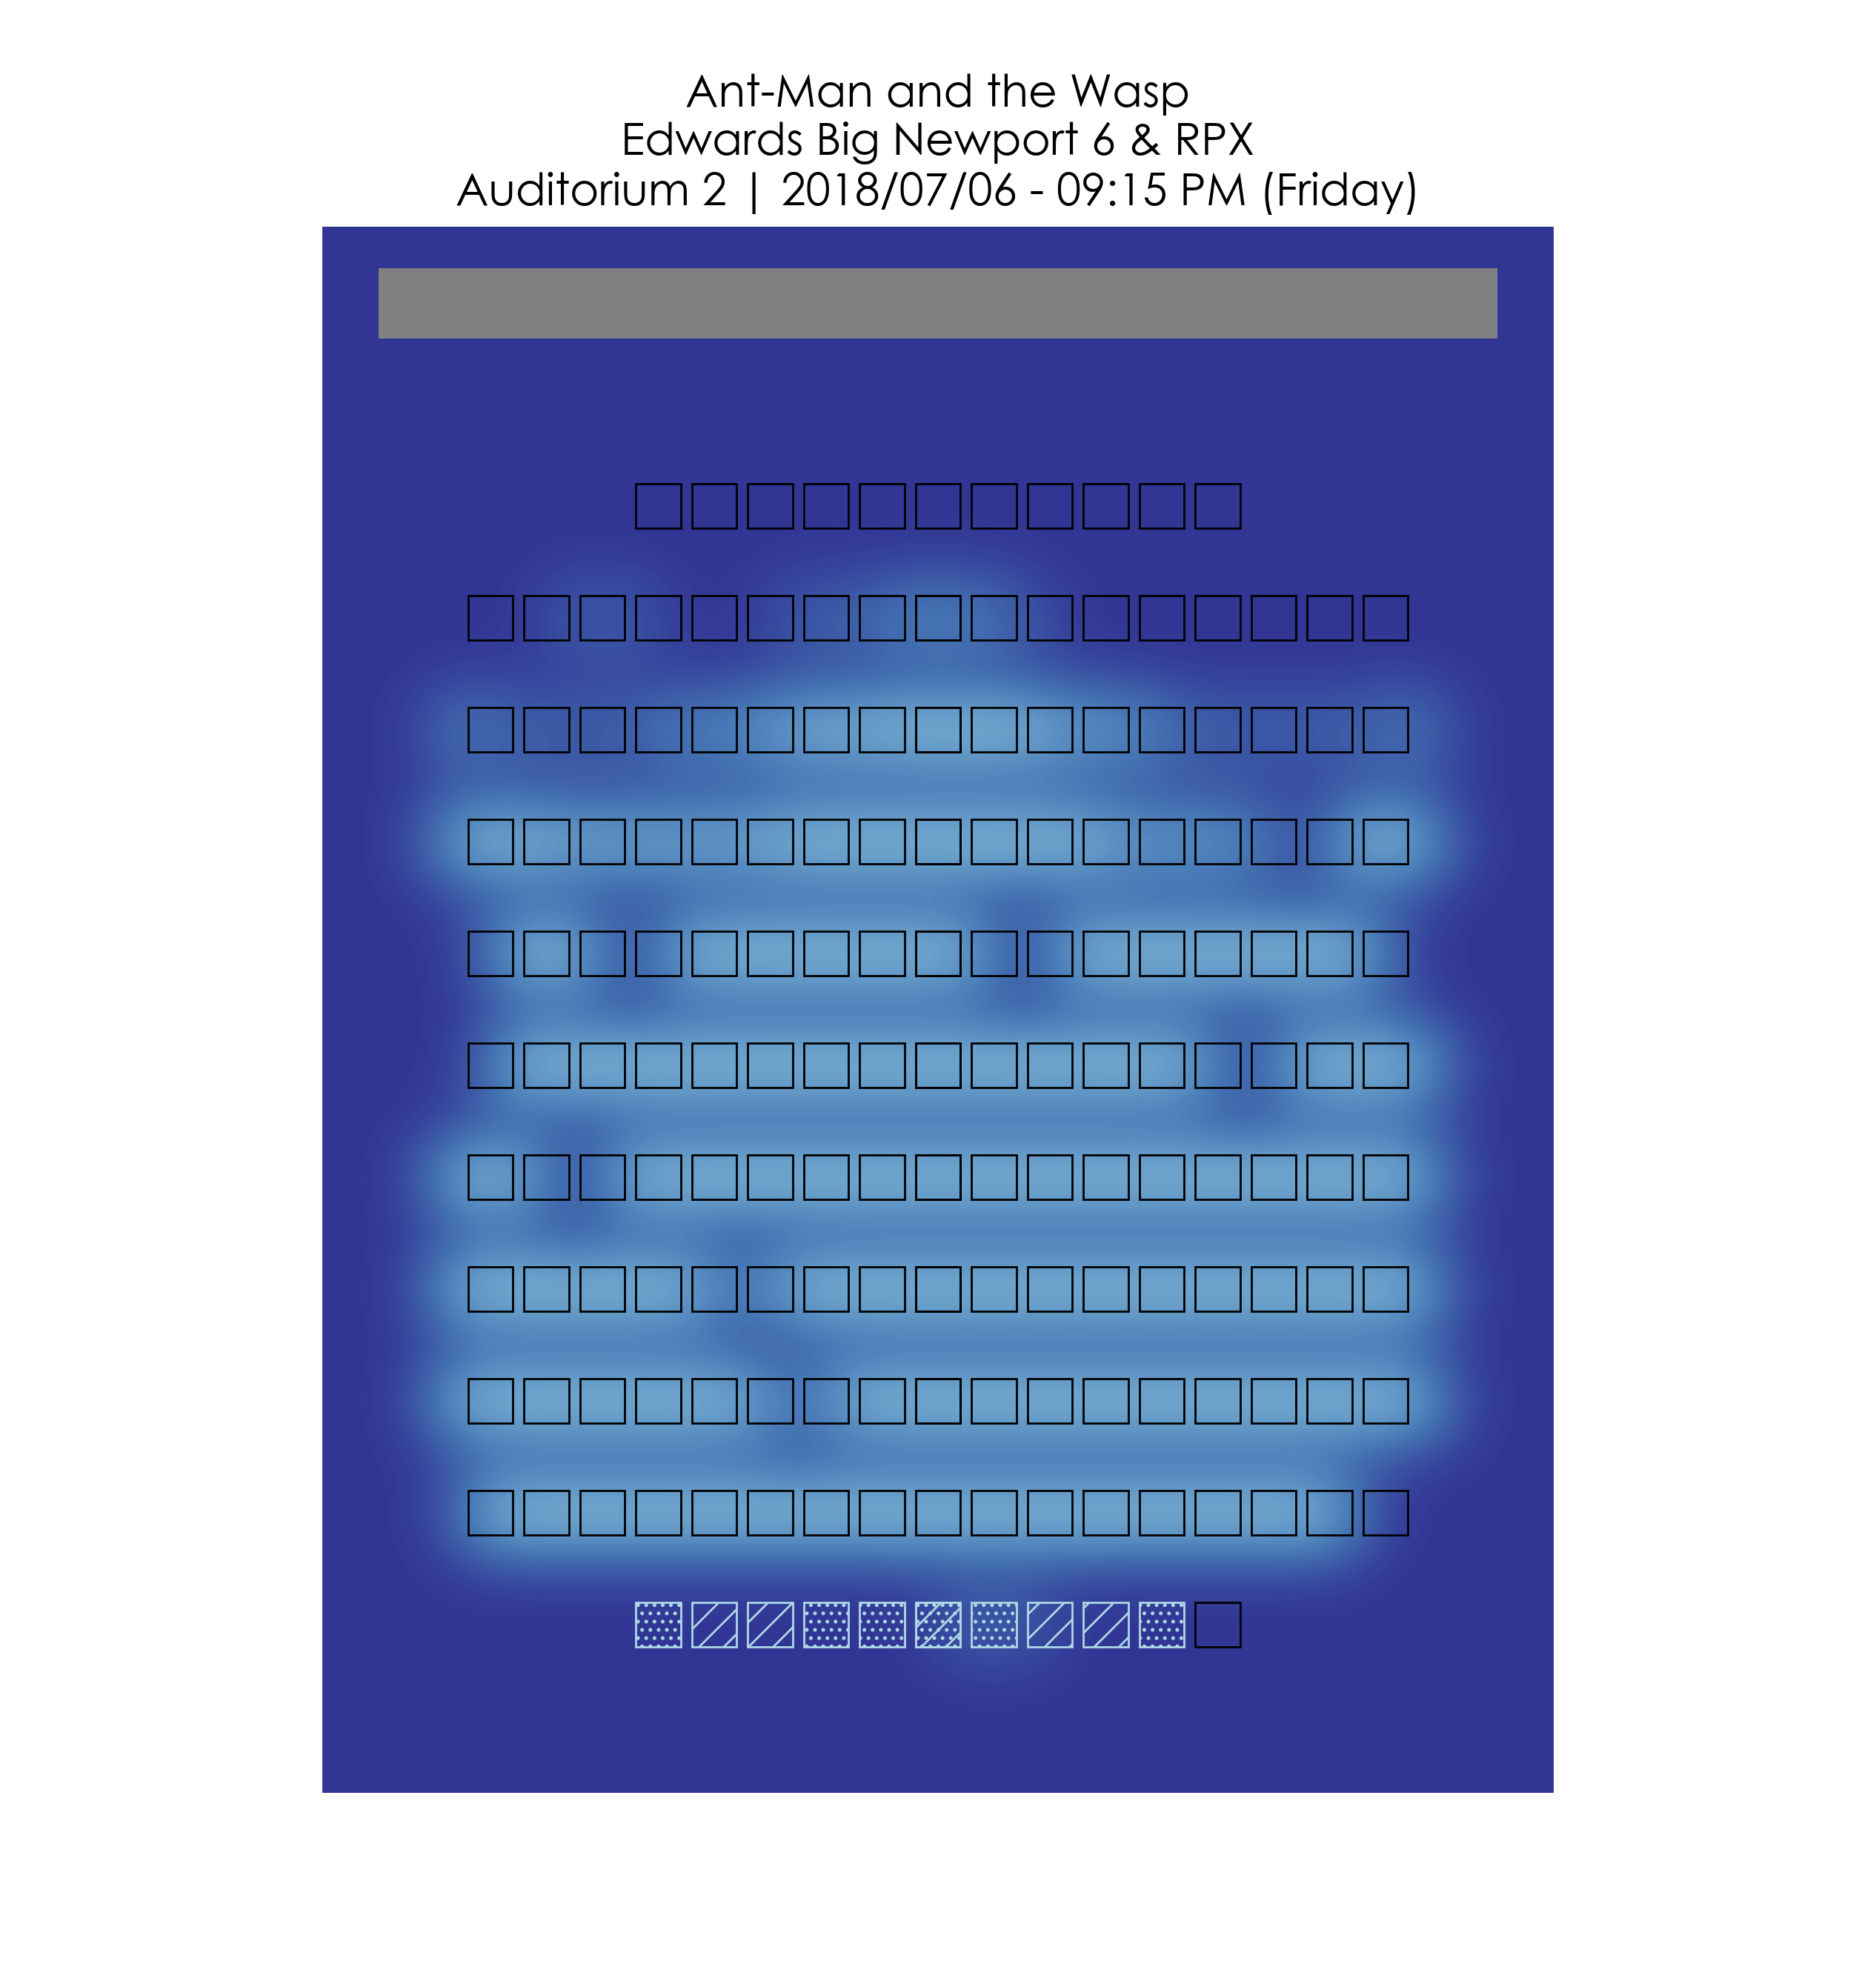 Ant-Man and the Wasp
Edwards Big Newport 6 & RPX
Auditorium 2 | 2018/07/06 - 09:15 PM (Friday)